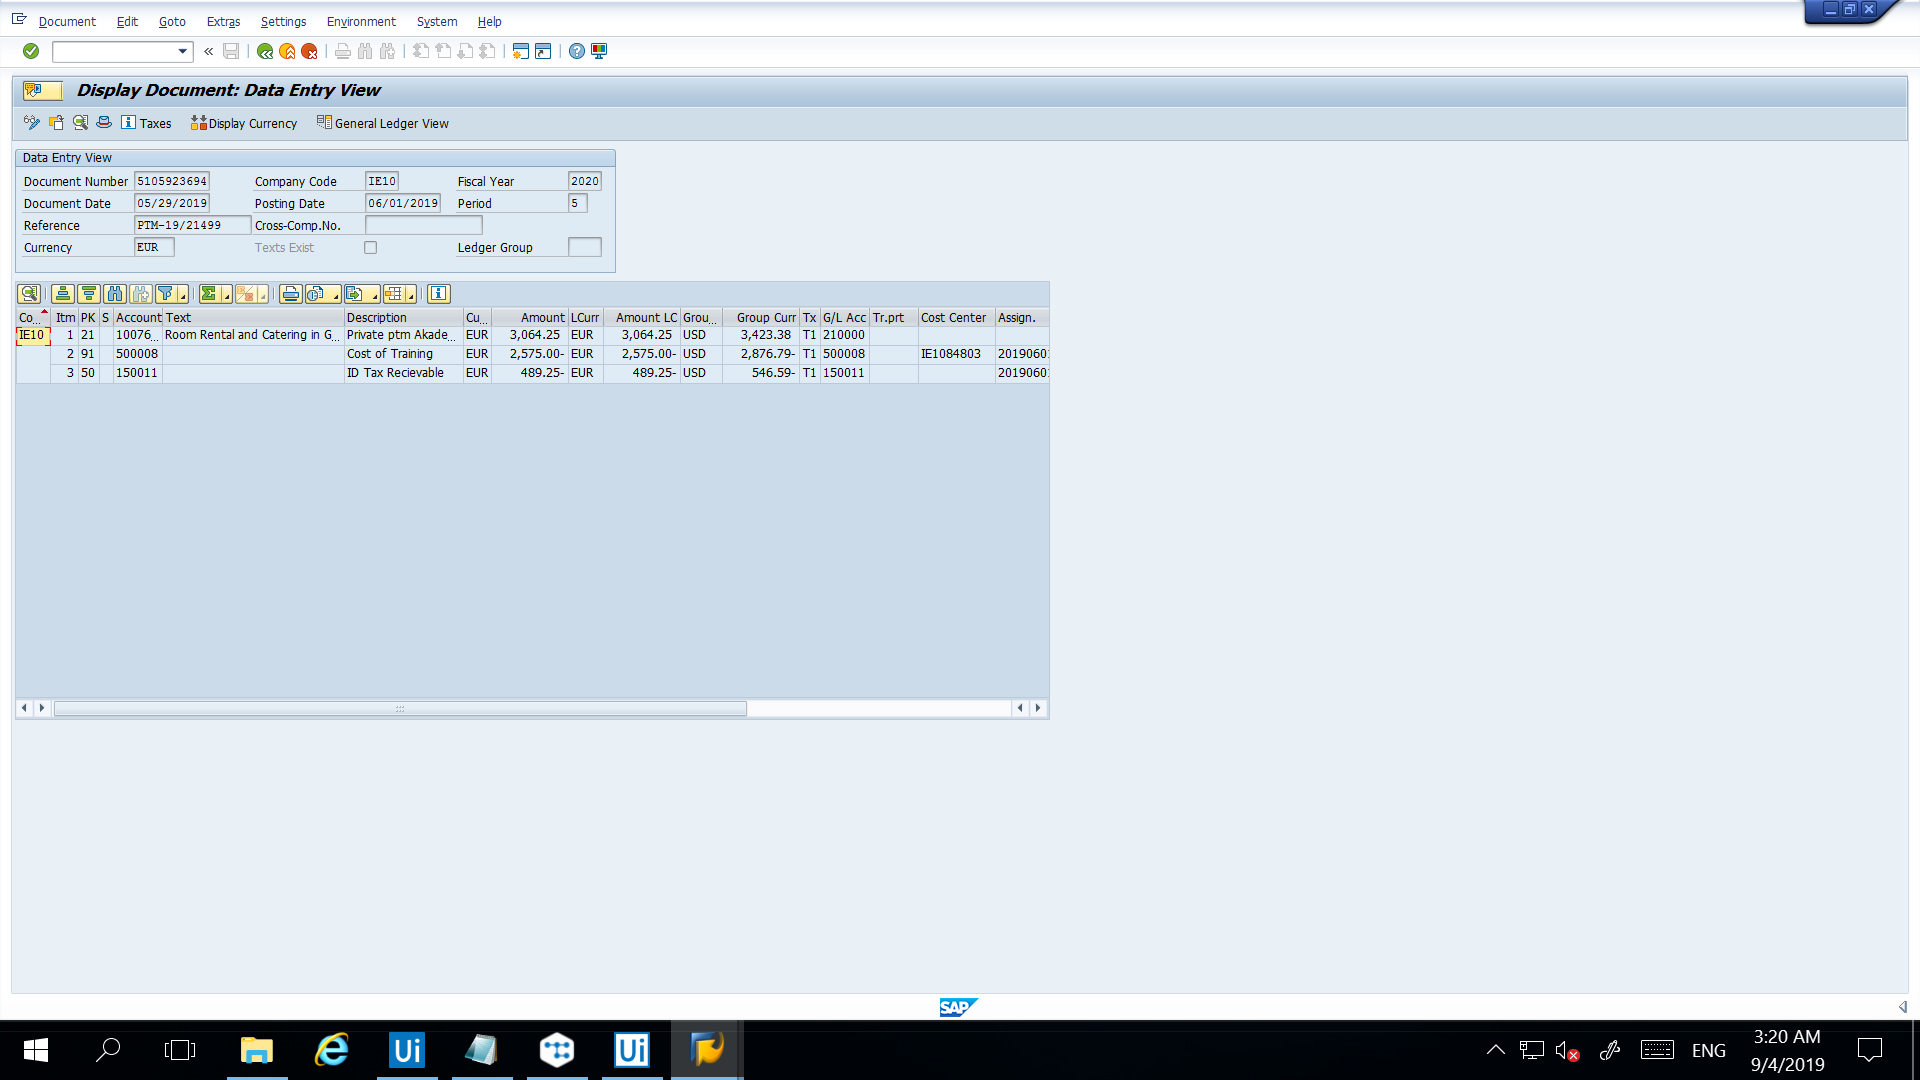 Document Edit Goto Extras Settings Environment System Help
Display Document: Data Entry View
Taxes Display Currency General Ledger View
Data Entry View
Document Number 5105923694 Company Code IE10 Fiscal Year 2020
Document Date 05/29/2019 Posting Date 06/01/2019 Period 5
Reference PTM-19/21499 Cross-Comp.No.
Currency EUR Texts Exist Ledger Group
Co... Itm PK S Account Text Description Cu... Amount LCurr Amount LC Grou... Group Curr Tx G/L Acc Tr.prt Cost Center Assign.
IE10 1 21 10076... Room Rental and Catering in G... Private ptm Akade... EUR 3,064.25 EUR 3,064.25 USD 3,423.38 T1 210000
2 91 500008 Cost of Training EUR 2,575.00- EUR 2,575.00- USD 2,876.79- T1 500008 IE1084803 20190601
3 50 150011 ID Tax Recievable EUR 489.25- EUR 489.25- USD 546.59- T1 150011 20190601
SAP
Ui Ui ENG 3:20 AM
9/4/2019